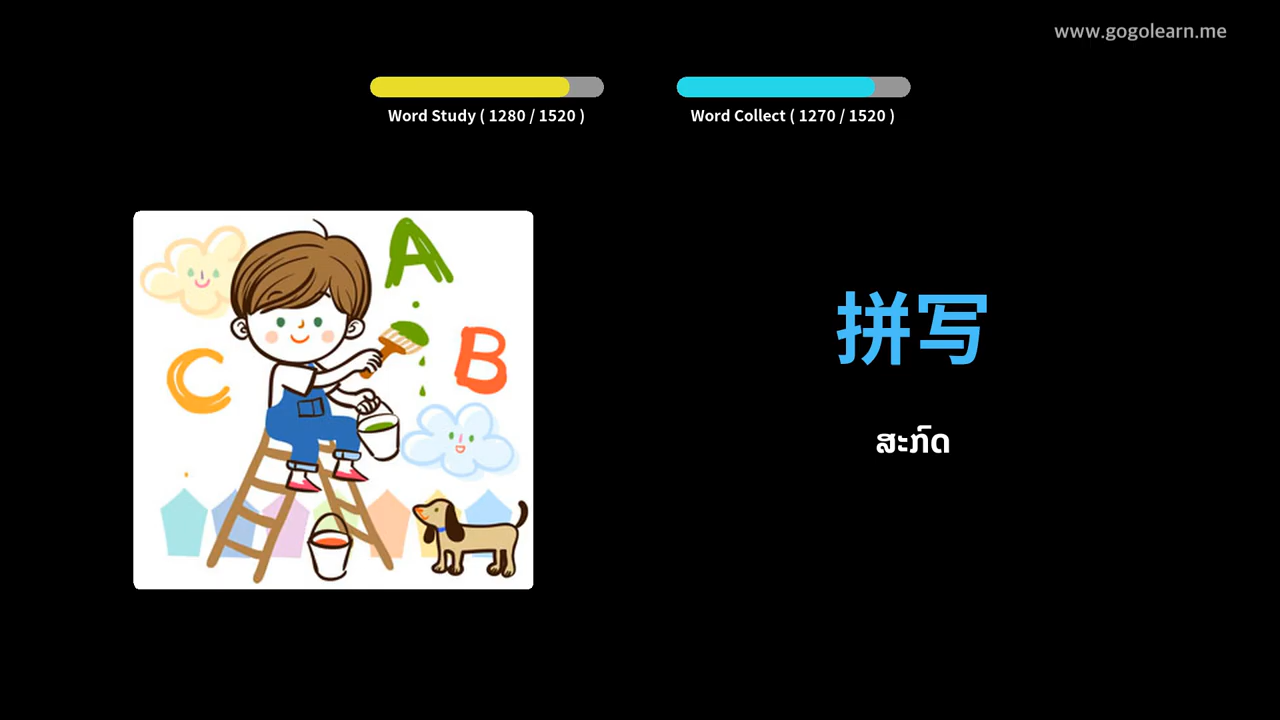 www.gogolearn.me
Word Study ( 1280 / 1520 )
Word Collect ( 1270 / 1520 )
A
B
C
拼写
ສະກົດ